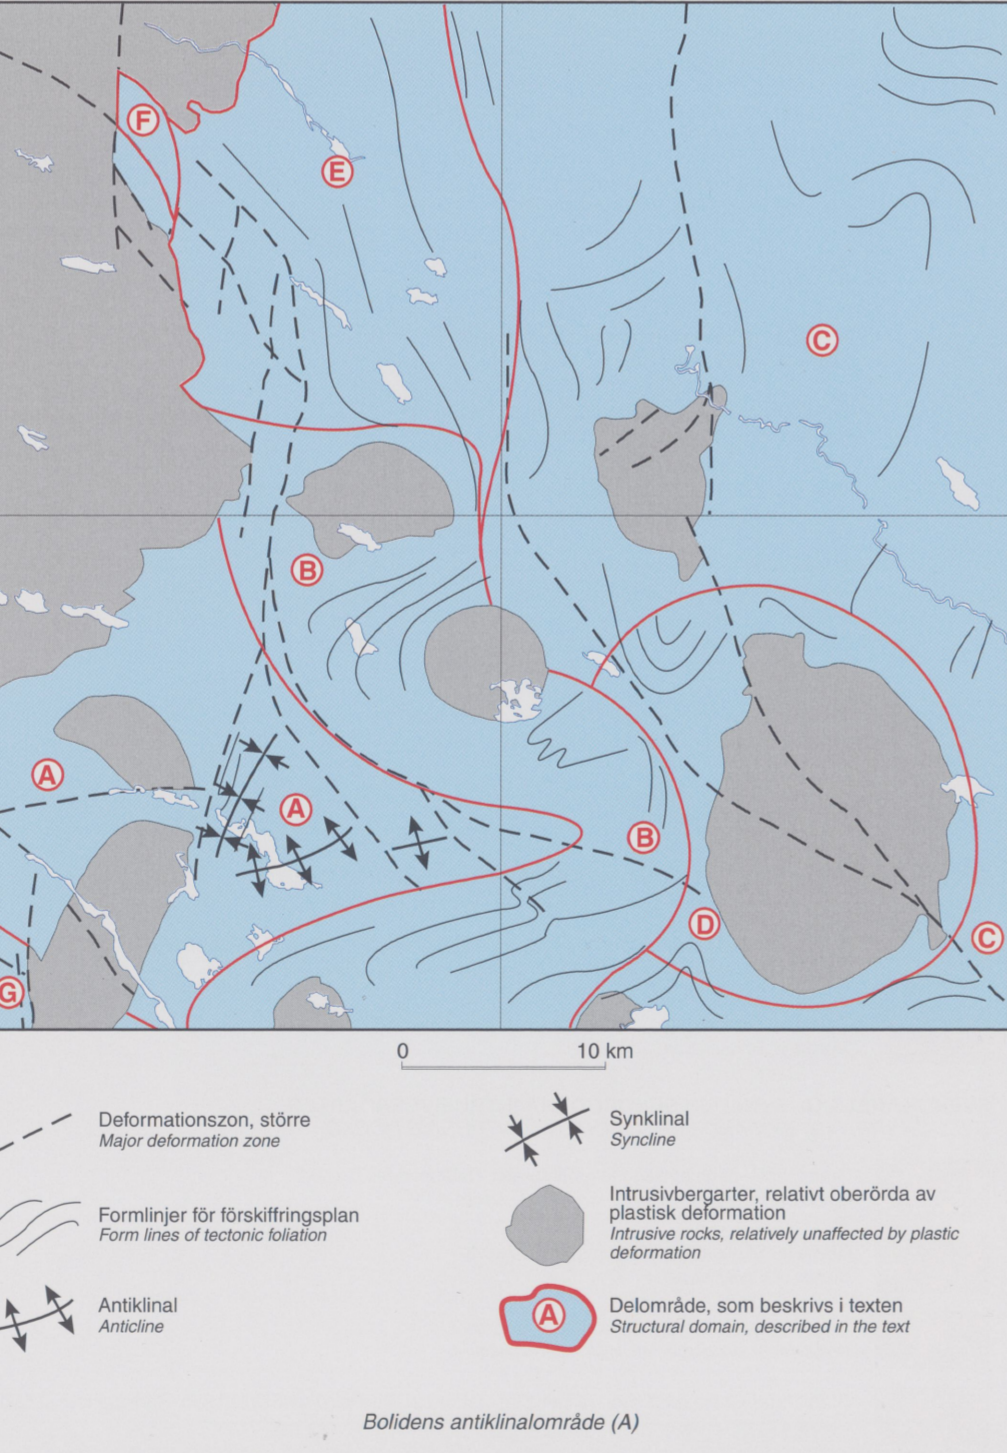 F
E
C
B
A
A
B
D
C
G
0 10 km
Deformationszon, större
Major deformation zone
Formlinjer för förskiffringsplan
Form lines of tectonic foliation
Antiklinal
Anticline
Synklinal
Syncline
Intrusivbergarter, relativt oberörda av
plastisk deformation
Intrusive rocks, relatively unaffected by plastic
deformation
A
Delområde, som beskrivs i texten
Structural domain, described in the text
Bolidens antiklinalområde (A)